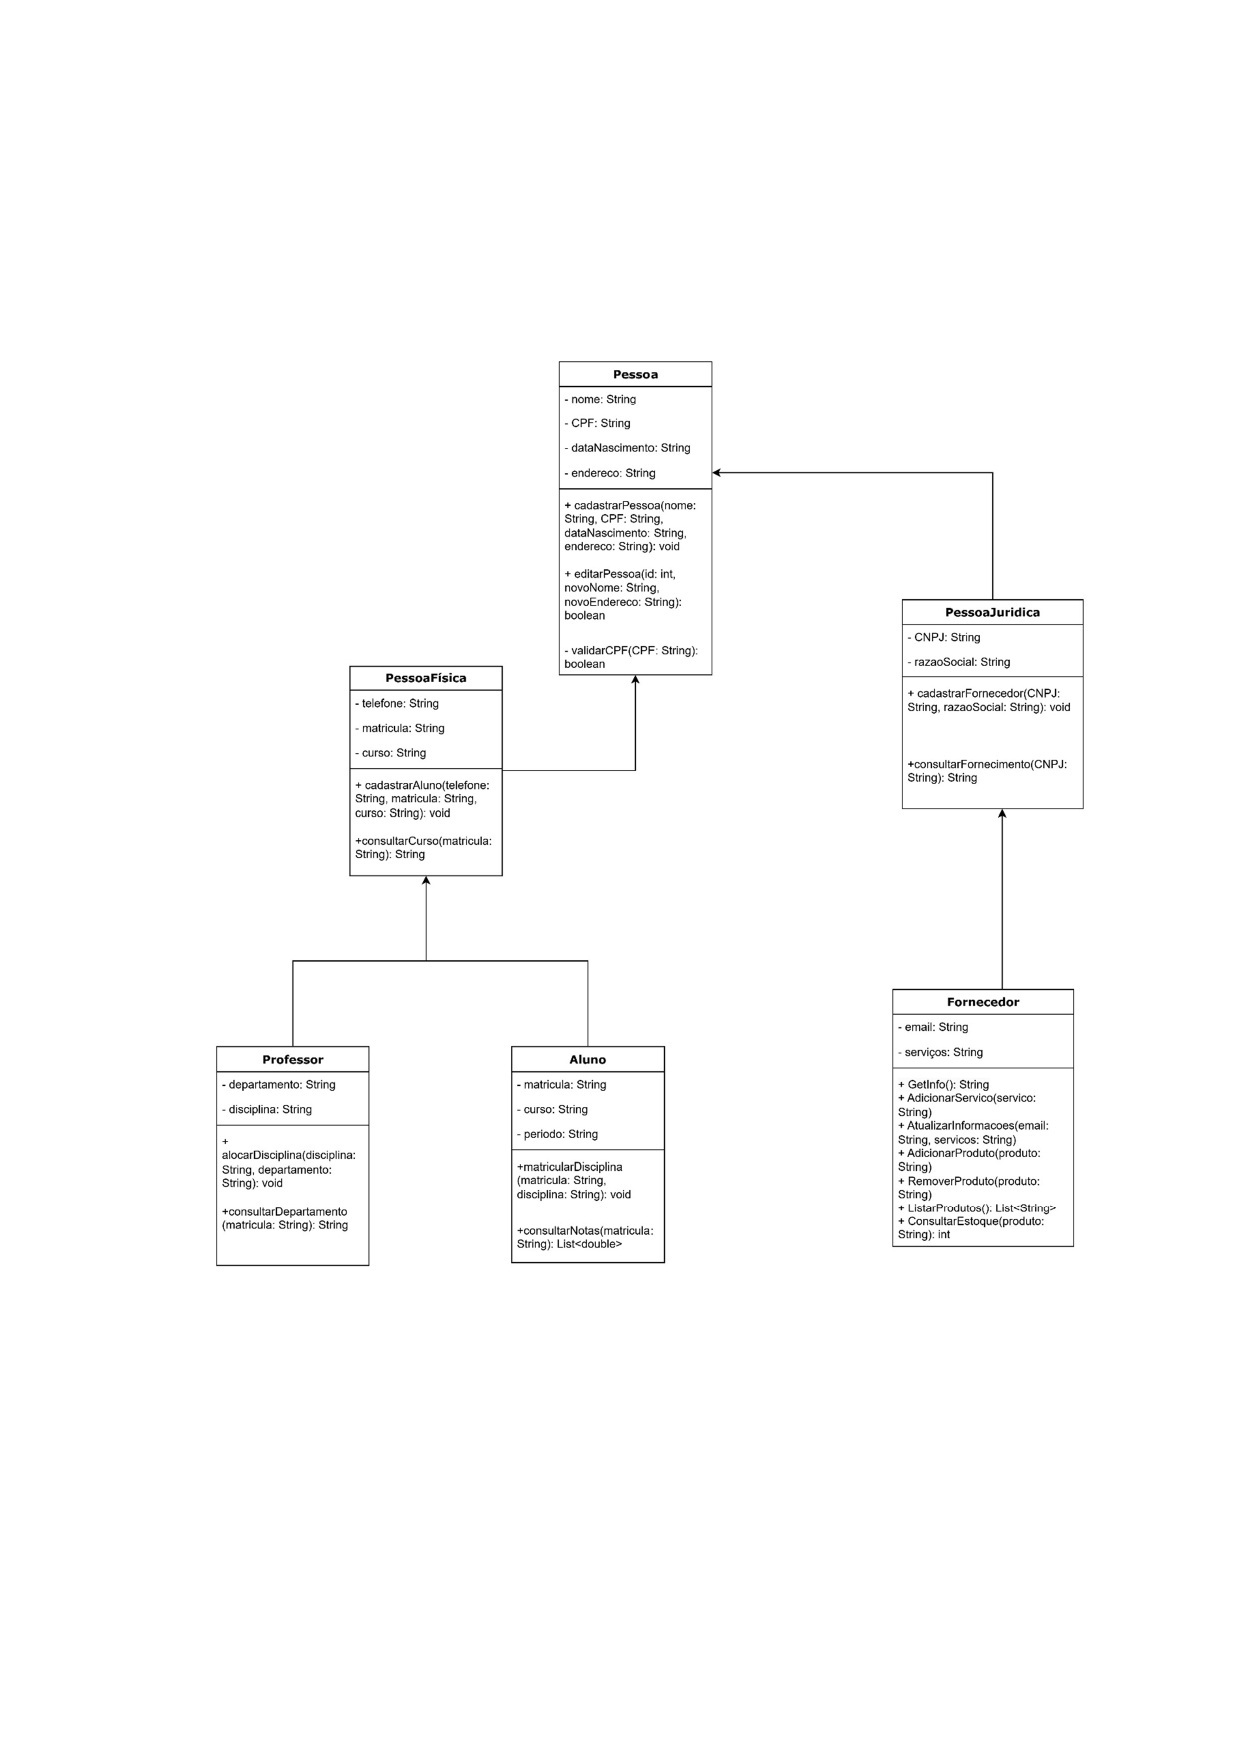 Pessoa
- nome: String
- CPF: String
- dataNascimento: String
- endereco: String
+ cadastrarPessoa(nome:
String, CPF: String,
dataNascimento: String,
endereco: String): void
+ editarPessoa(id: int,
novoNome: String,
novoEndereco: String):
boolean
- validarCPF(CPF: String):
boolean
PessoaJuridica
- CNPJ: String
- razaoSocial: String
+ cadastrarFornecedor(CNPJ:
String, razaoSocial: String): void
+consultarFornecimento(CNPJ:
String): String
PessoaFísica
- telefone: String
- matricula: String
- curso: String
+ cadastrarAluno(telefone:
String, matricula: String,
curso: String): void
+consultarCurso(matricula:
String): String
Professor
- departamento: String
- disciplina: String
+
alocarDisciplina(disciplina:
String, departamento:
String): void
+consultarDepartamento
(matricula: String): String
Aluno
- matricula: String
- curso: String
- periodo: String
+matricularDisciplina
(matricula: String,
disciplina: String): void
+consultarNotas(matricula:
String): List<double>
Fornecedor
- email: String
- serviços: String
+ GetInfo(): String
+ AdicionarServico(servico:
String)
+ AtualizarInformacoes(email:
String, servicos: String)
+ AdicionarProduto(produto:
String)
+ RemoverProduto(produto:
String)
+ ListarProdutos(): List<String>
+ ConsultarEstoque(produto:
String): int